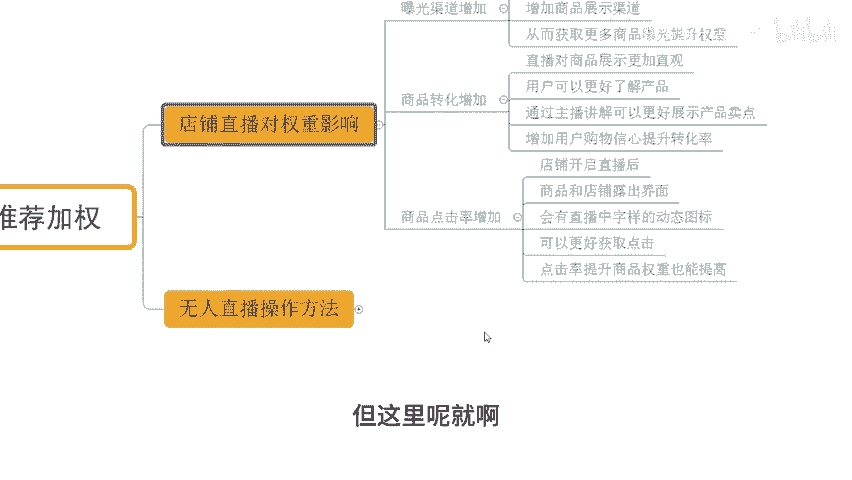 曝光渠道增加
增加商品展示渠道
从而获取更多商品曝光提升权重
直播对商品展示更加直观
商品转化增加
用户可以更好了解产品
通过主播讲解可以更好展示产品卖点
增加用户购物信心提升转化率
店铺直播对权重影响
店铺开启直播后
商品和店铺露出界面
推荐加权
商品点击率增加
会有直播中字样的动态图标
可以更好获取点击
点击率提升商品权重也能提高
无人直播操作方法
但这里呢就啊